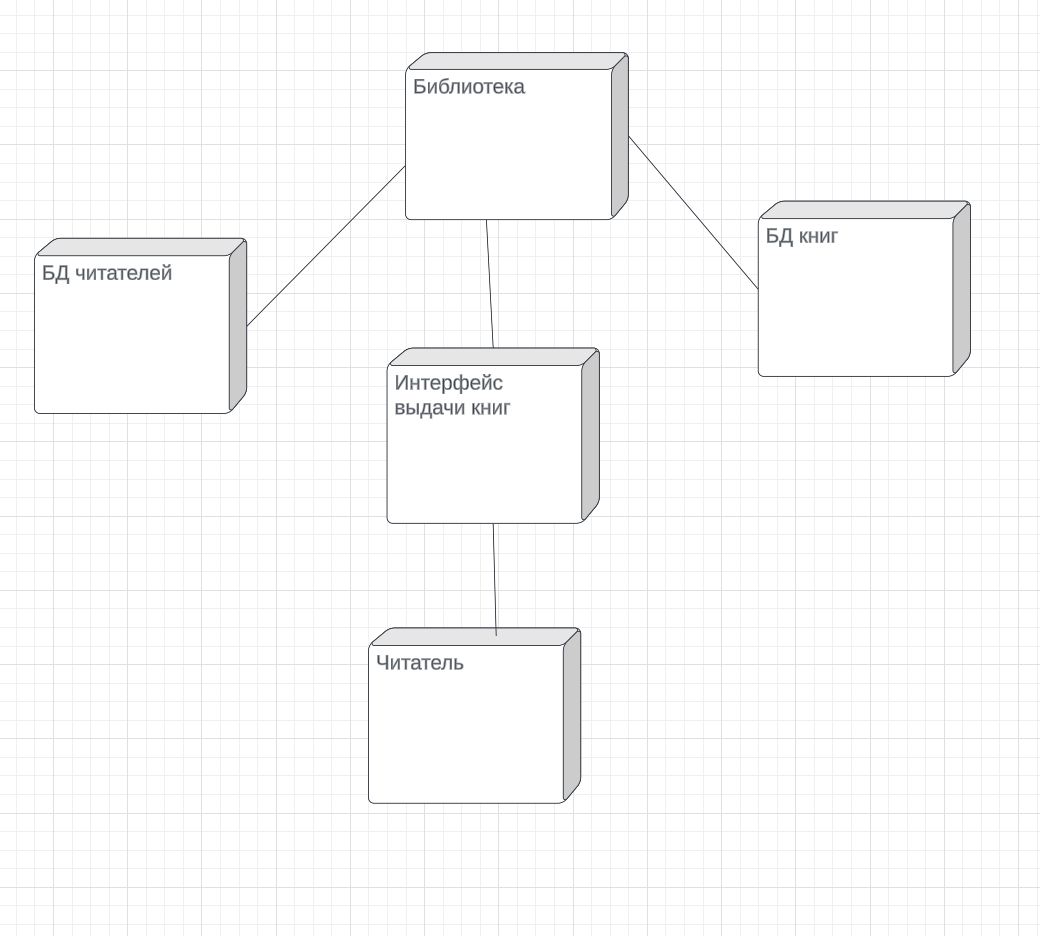 Библиотека
БД читателей
БД книг
Интерфейс
выдачи книг
Читатель